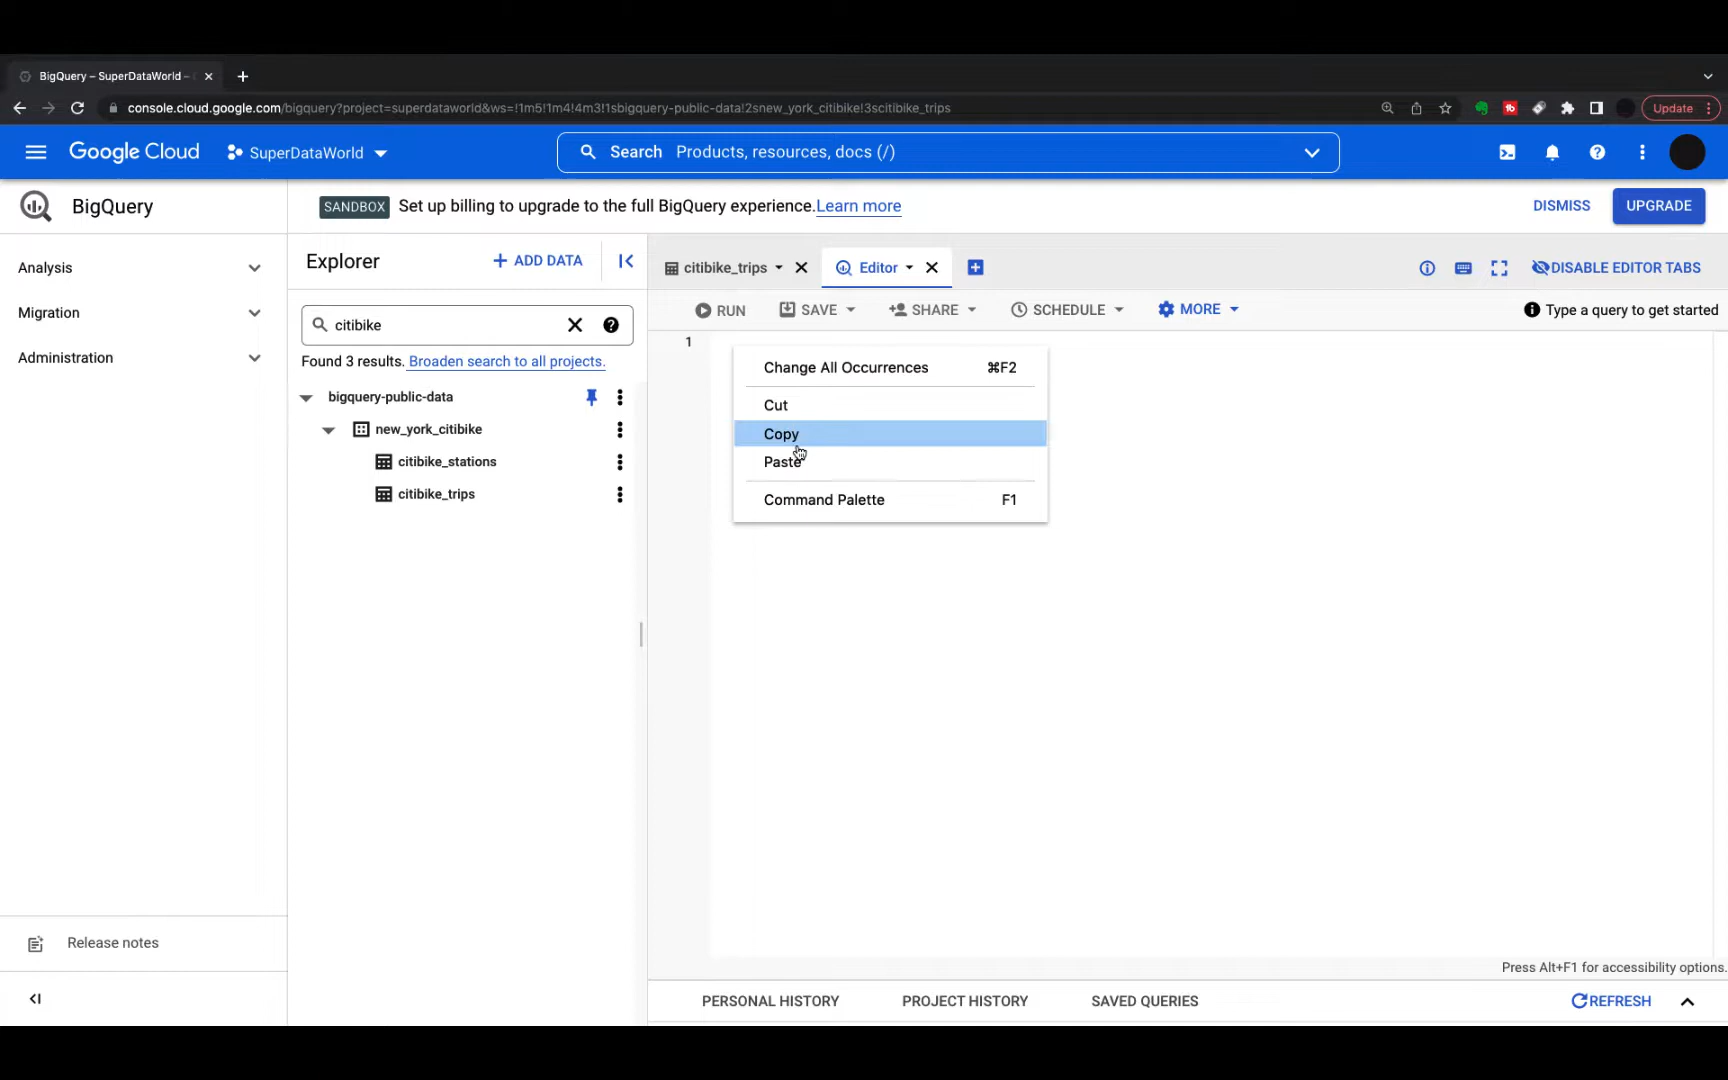 BigQuery – SuperDataWorld –
console.cloud.google.com/bigquery?project=superdataworld&ws=!1m5!1m4!4m3!1sbigquery-public-data!2snew_york_citibike!3scitibike_trips
Update
Google Cloud
SuperDataWorld
Search Products, resources, docs (/)
BigQuery
SANDBOX Set up billing to upgrade to the full BigQuery experience. Learn more
DISMISS
UPGRADE
Analysis
Migration
Administration
Explorer
+ ADD DATA
citibike
Found 3 results. Broaden search to all projects.
bigquery-public-data
new_york_citibike
citibike_stations
citibike_trips
citibike_trips
Editor
DISABLE EDITOR TABS
RUN
SAVE
SHARE
SCHEDULE
MORE
Type a query to get started
1
Change All Occurrences ⌘F2
Cut
Copy
Paste
Command Palette F1
Press Alt+F1 for accessibility options.
Release notes
PERSONAL HISTORY
PROJECT HISTORY
SAVED QUERIES
REFRESH